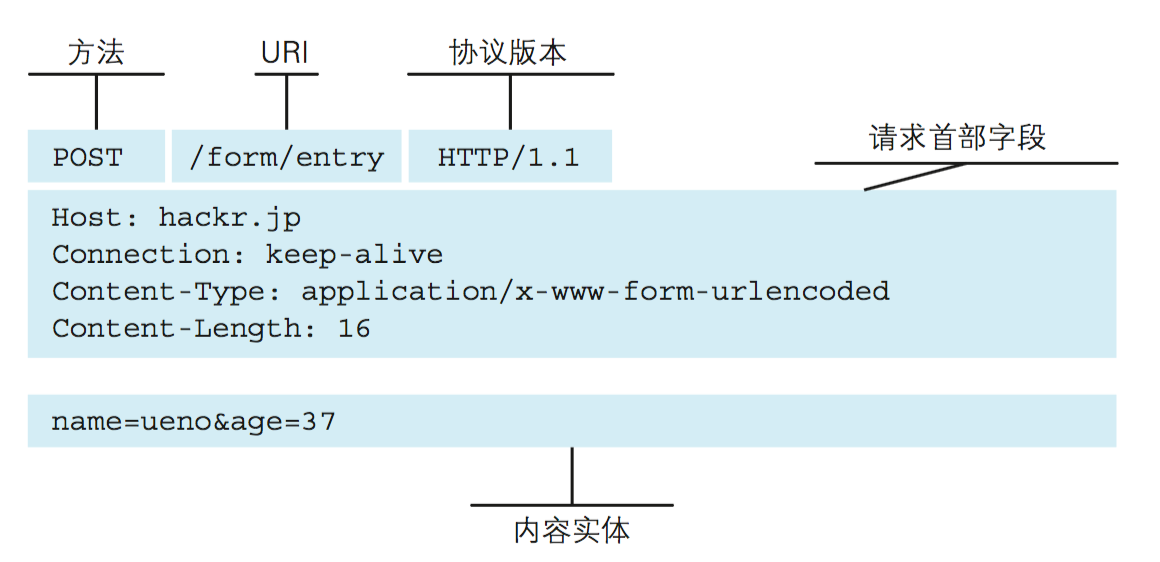 方法 URI 协议版本
请求首部字段
POST /form/entry HTTP/1.1
Host: hackr.jp
Connection: keep-alive
Content-Type: application/x-www-form-urlencoded
Content-Length: 16
name=ueno&age=37
内容实体